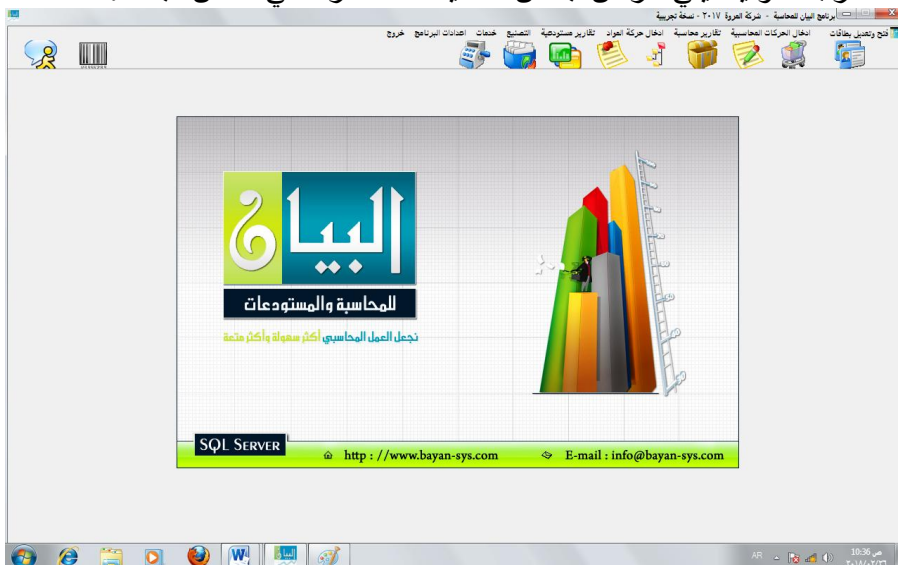 برنامج البيان للمحاسبة - شركة المروة ٢٠١٧ - نسخة تجريبية
فتح وتعديل بطاقات ادخال الحركات المحاسبية تقارير محاسبية ادخال حركة المواد تقارير مستودعية التصنيع خدمات اعدادات البرنامج خروج
البيان
للمحاسبة والمستودعات
نجعل العمل المحاسبي أكثر سهولة وأكثر متعة
SQL SERVER
http : //www.bayan-sys.com E-mail : info@bayan-sys.com
AR
10:36 ص